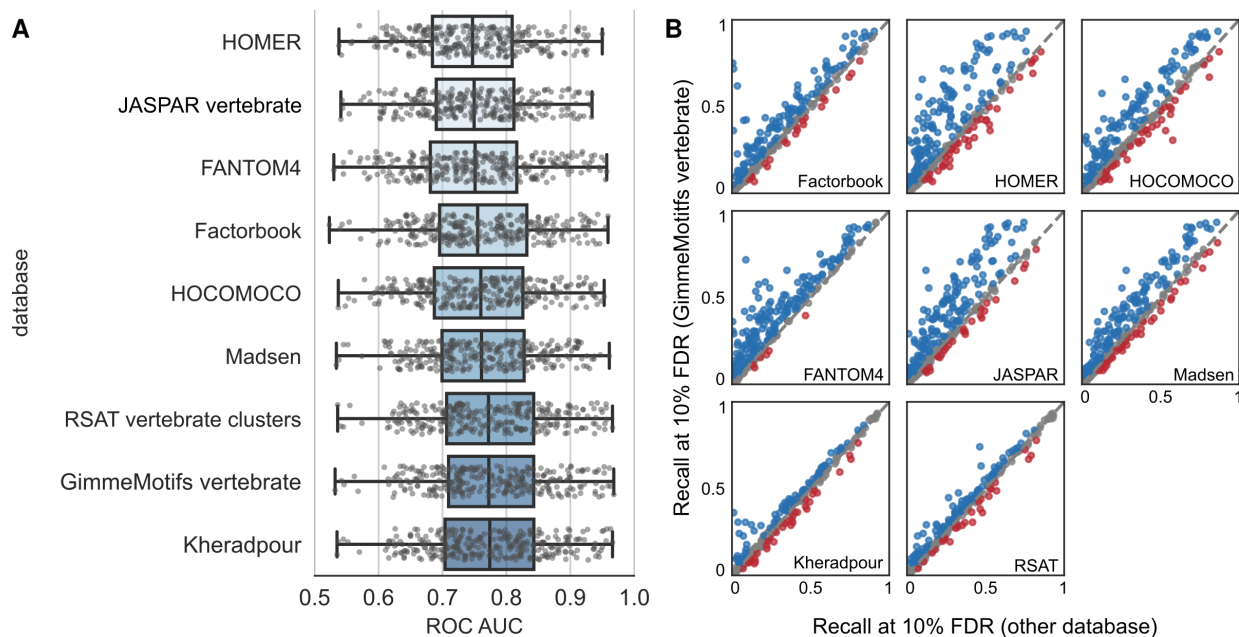 A
database
HOMER
JASPAR vertebrate
FANTOM4
Factorbook
HOCOMOCO
Madsen
RSAT vertebrate clusters
GimmeMotifs vertebrate
Kheradpour
0.5 0.6 0.7 0.8 0.9 1.0
ROC AUC
B
Recall at 10% FDR (GimmeMotifs vertebrate)
1
0.5
0
Factorbook
HOMER
HOCOMOCO
1
0.5
0
FANTOM4
JASPAR
Madsen
0 0.5 1
1
0.5
0
Kheradpour
RSAT
0 0.5 1
0 0.5 1
Recall at 10% FDR (other database)